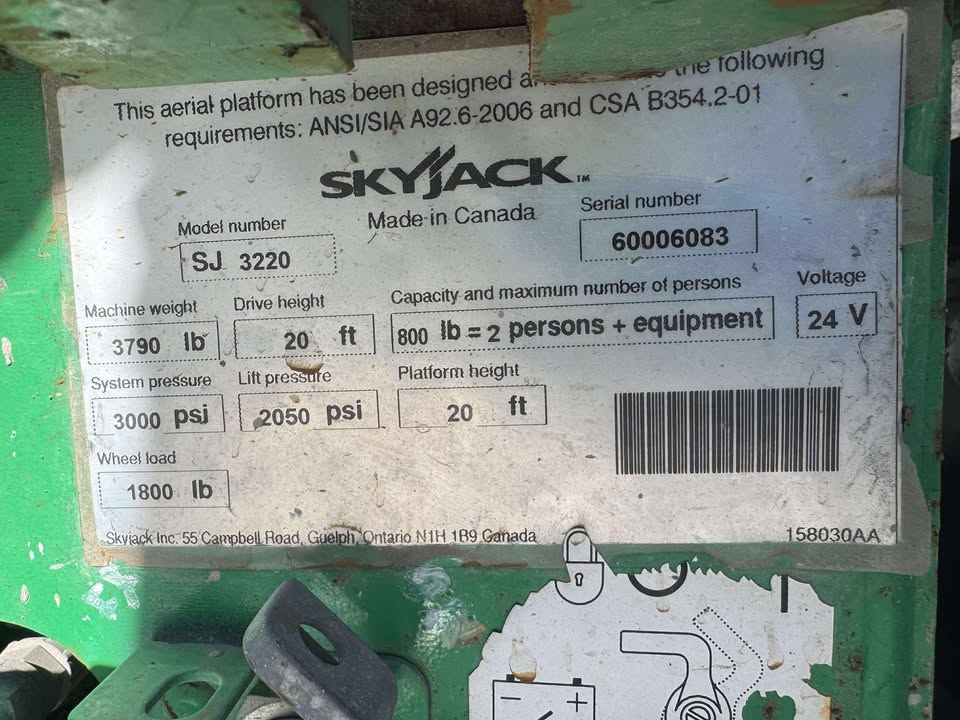 This aerial platform has been designed the following
requirements: ANSI/SIA A92.6-2006 and CSA B354.2-01
SKYJACK™
Made in Canada
Model number
SJ 3220
Serial number
60006083
Machine weight
3790 lb
Drive height
20 ft
Capacity and maximum number of persons
800 lb = 2 persons + equipment
Voltage
24 V
System pressure
3000 psi
Lift pressure
2050 psi
Platform height
20 ft
Wheel load
1800 lb
Skyjack Inc. 55 Campbell Road, Guelph, Ontario N1H 1B9 Canada
158030AA